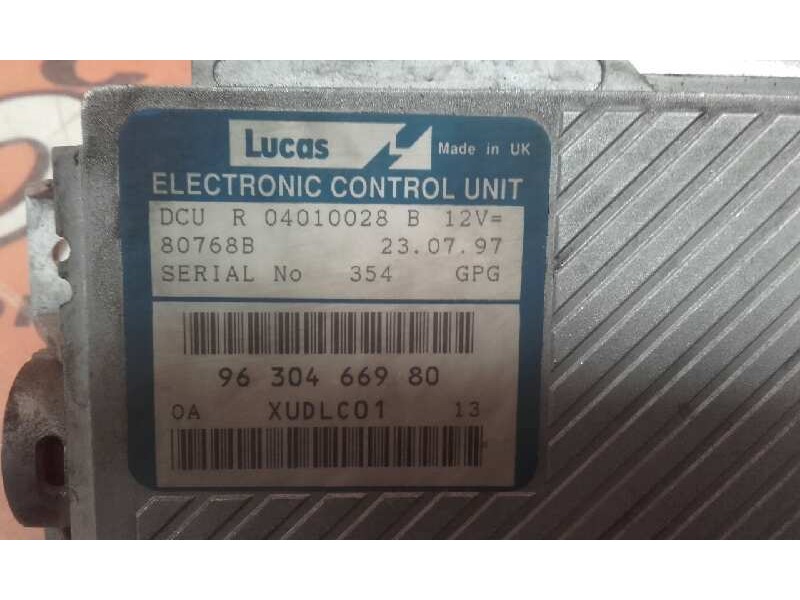 Lucas Made in UK
ELECTRONIC CONTROL UNIT
DCU R 04010028 B 12V=
80768B 23.07.97
SERIAL No 354 GPG
96 304 669 80
0A XUDLC01 13